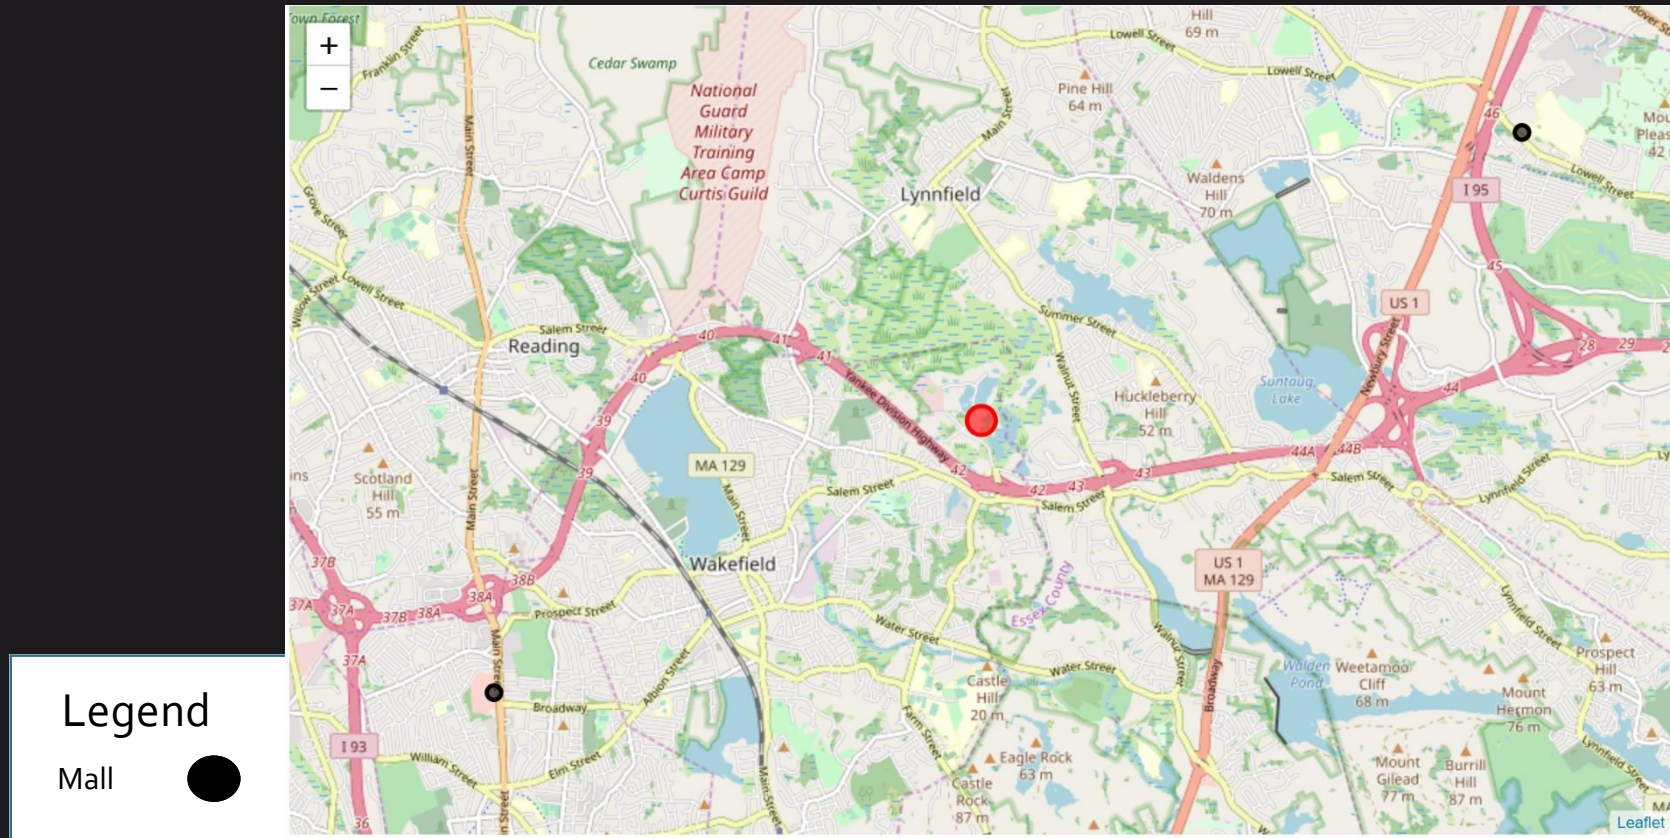 +
−
Town Forest
Franklin Street
Cedar Swamp
National
Guard
Military
Training
Area Camp
Curtis Guild
Main Street
Main Street
Lowell Street
Hill
69 m
Lowell Street
Pine Hill
64 m
46
Pleas
42
Lowell Street
I 95
Waldens
Hill
70 m
Lynnfield
Grove Street
Willow Street
Lowell Street
45
US 1
Salem Street
Reading
40
41
41
40
Summer Street
Yankee Division Highway
Walnut Street
Newbury Street
28
29
Suntaug
Lake
44
Huckleberry
Hill
52 m
39
39
MA 129
Scotland
Hill
55 m
Main Street
Main Street
Salem Street
42
42
43
43
44A
44B
Salem Street
Salem Street
Lynnfield Street
Wakefield
US 1
MA 129
37B
37A
37A
37B
38A
38A
38B
Prospect Street
Essex County
Lynnfield Street
Water Street
Water Street
Walnut Street
37A
Main Street
Albion Street
Broadway
Castle
Hill
20 m
Broadway
Walden
Pond
Weetamoo
Cliff
68 m
Prospect
Hill
63 m
Mount
Hermon
76 m
Farm Street
I 93
William Street
Elm Street
Main Street
Eagle Rock
63 m
Castle
Rock
87 m
Mount
Gilead
77 m
Burrill
Hill
87 m
Lynnfield Street
36
Leaflet
Legend
Mall